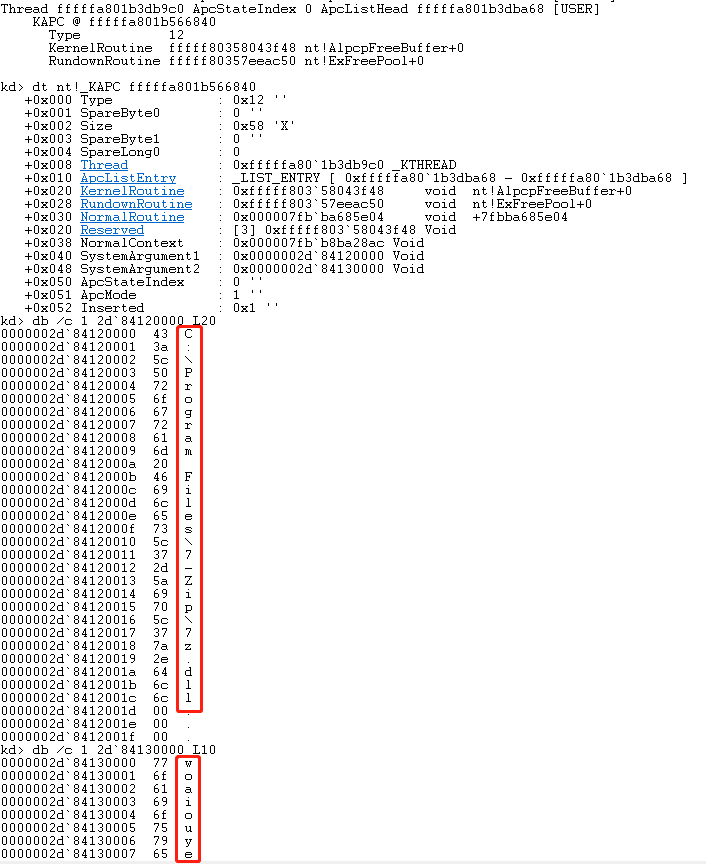 Thread fffffa801b3db9c0 ApcStateIndex 0 ApcListHead fffffa801b3dba68 [USER]
KAPC @ fffffa801b566840
Type 12
KernelRoutine fffff80358043f48 nt!AlpcpFreeBuffer+0
RundownRoutine fffff80357eeac50 nt!ExFreePool+0
kd> dt nt!_KAPC fffffa801b566840
+0x000 Type : 0x12 ''
+0x001 SpareByte0 : 0 ''
+0x002 Size : 0x58 'X'
+0x003 SpareByte1 : 0 ''
+0x004 SpareLong0 : 0
+0x008 Thread : 0xfffffa80`1b3db9c0 _KTHREAD
+0x010 ApcListEntry : _LIST_ENTRY [ 0xfffffa80`1b3dba68 - 0xfffffa80`1b3dba68 ]
+0x020 KernelRoutine : 0xfffff803`58043f48 void nt!AlpcpFreeBuffer+0
+0x028 RundownRoutine : 0xfffff803`57eeac50 void nt!ExFreePool+0
+0x030 NormalRoutine : 0x000007fb`ba685e04 void +7fbba685e04
+0x020 Reserved : [3] 0xfffff803`58043f48 Void
+0x038 NormalContext : 0x000007fb`b8ba28ac Void
+0x040 SystemArgument1 : 0x0000002d`84120000 Void
+0x048 SystemArgument2 : 0x0000002d`84130000 Void
+0x050 ApcStateIndex : 0 ''
+0x051 ApcMode : 1 ''
+0x052 Inserted : 0x1 ''
kd> db /c 1 2d`84120000 L20
0000002d`84120000 43 C
0000002d`84120001 3a :
0000002d`84120002 5c \
0000002d`84120003 50 P
0000002d`84120004 72 r
0000002d`84120005 6f o
0000002d`84120006 67 g
0000002d`84120007 72 r
0000002d`84120008 61 a
0000002d`84120009 6d m
0000002d`8412000a 20
0000002d`8412000b 46 F
0000002d`8412000c 69 i
0000002d`8412000d 6c l
0000002d`8412000e 65 e
0000002d`8412000f 73 s
0000002d`84120010 5c \
0000002d`84120011 37 7
0000002d`84120012 2d -
0000002d`84120013 5a Z
0000002d`84120014 69 i
0000002d`84120015 70 p
0000002d`84120016 5c \
0000002d`84120017 37 7
0000002d`84120018 7a z
0000002d`84120019 2e .
0000002d`8412001a 64 d
0000002d`8412001b 6c l
0000002d`8412001c 6c l
0000002d`8412001d 00 .
0000002d`8412001e 00 .
0000002d`8412001f 00 .
kd> db /c 1 2d`84130000 L10
0000002d`84130000 77 w
0000002d`84130001 6f o
0000002d`84130002 61 a
0000002d`84130003 69 i
0000002d`84130004 6f o
0000002d`84130005 75 u
0000002d`84130006 79 y
0000002d`84130007 65 e